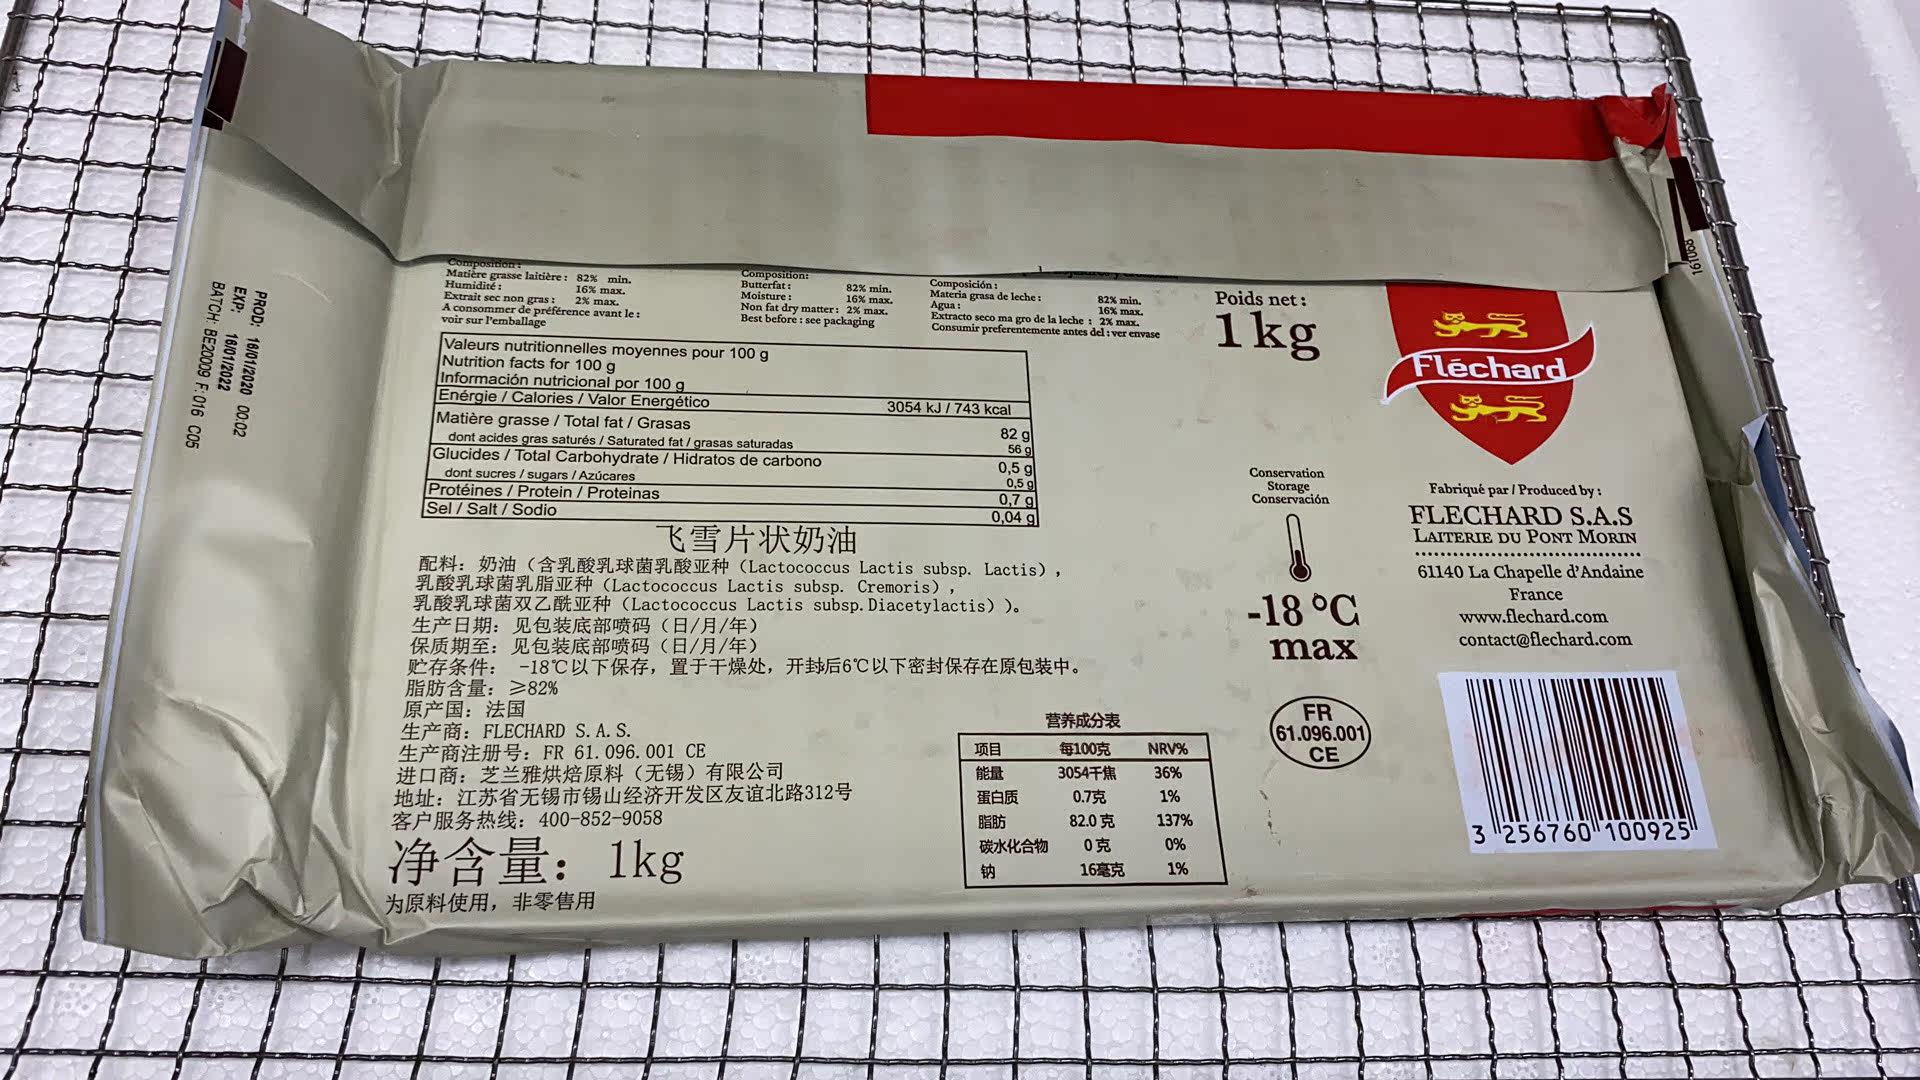 PROD: 16/01/2020 00:02
EXP: 16/01/2022
BATCH: BE20009 F:016 C05
Composition :
Matière grasse laitière : 82% min.
Humidité : 16% max.
Extrait sec non gras : 2% max.
A consommer de préférence avant le :
voir sur l'emballage
Composition:
Butterfat : 82% min.
Moisture : 16% max.
Non fat dry matter : 2% max.
Best before : see packaging
Composición :
Materia grasa de leche : 82% min.
Agua : 16% max.
Extracto seco ma gro de la leche : 2% max.
Consumir preferentemente antes del : ver envase
Poids net :
1 kg
161068
Fléchard
Valeurs nutritionnelles moyennes pour 100 g
Nutrition facts for 100 g
Información nutricional por 100 g
Enérgie / Calories / Valor Energético 3054 kJ / 743 kcal
Matière grasse / Total fat / Grasas 82 g
dont acides gras saturés / Saturated fat / grasas saturadas 56 g
Glucides / Total Carbohydrate / Hidratos de carbono 0,5 g
dont sucres / sugars / Azúcares 0,5 g
Protéines / Protein / Proteinas 0,7 g
Sel / Salt / Sodio 0,04 g
Conservation
Storage
Conservación
-18 °C
max
FR
61.096.001
CE
Fabriqué par / Produced by :
FLECHARD S.A.S
LAITERIE DU PONT MORIN
61140 La Chapelle d'Andaine
France
www.flechard.com
contact@flechard.com
3 256760 100925
飞雪片状奶油
配料：奶油（含乳酸乳球菌乳酸亚种（Lactococcus Lactis subsp. Lactis），
乳酸乳球菌乳脂亚种（Lactococcus Lactis subsp. Cremoris），
乳酸乳球菌双乙酰亚种（Lactococcus Lactis subsp. Diacetylactis））。
生产日期：见包装底部喷码（日/月/年）
保质期至：见包装底部喷码（日/月/年）
贮存条件： -18℃以下保存，置于干燥处，开封后6℃以下密封保存在原包装中。
脂肪含量：≥82%
原产国：法国
生产商：FLECHARD S.A.S.
生产商注册号：FR 61.096.001 CE
进口商：芝兰雅烘焙原料（无锡）有限公司
地址：江苏省无锡市锡山经济开发区友谊北路312号
客户服务热线：400-852-9058
净含量：1kg
为原料使用，非零售用
营养成分表
项目 每100克 NRV%
能量 3054千焦 36%
蛋白质 0.7克 1%
脂肪 82.0 克 137%
碳水化合物 0 克 0%
钠 16毫克 1%